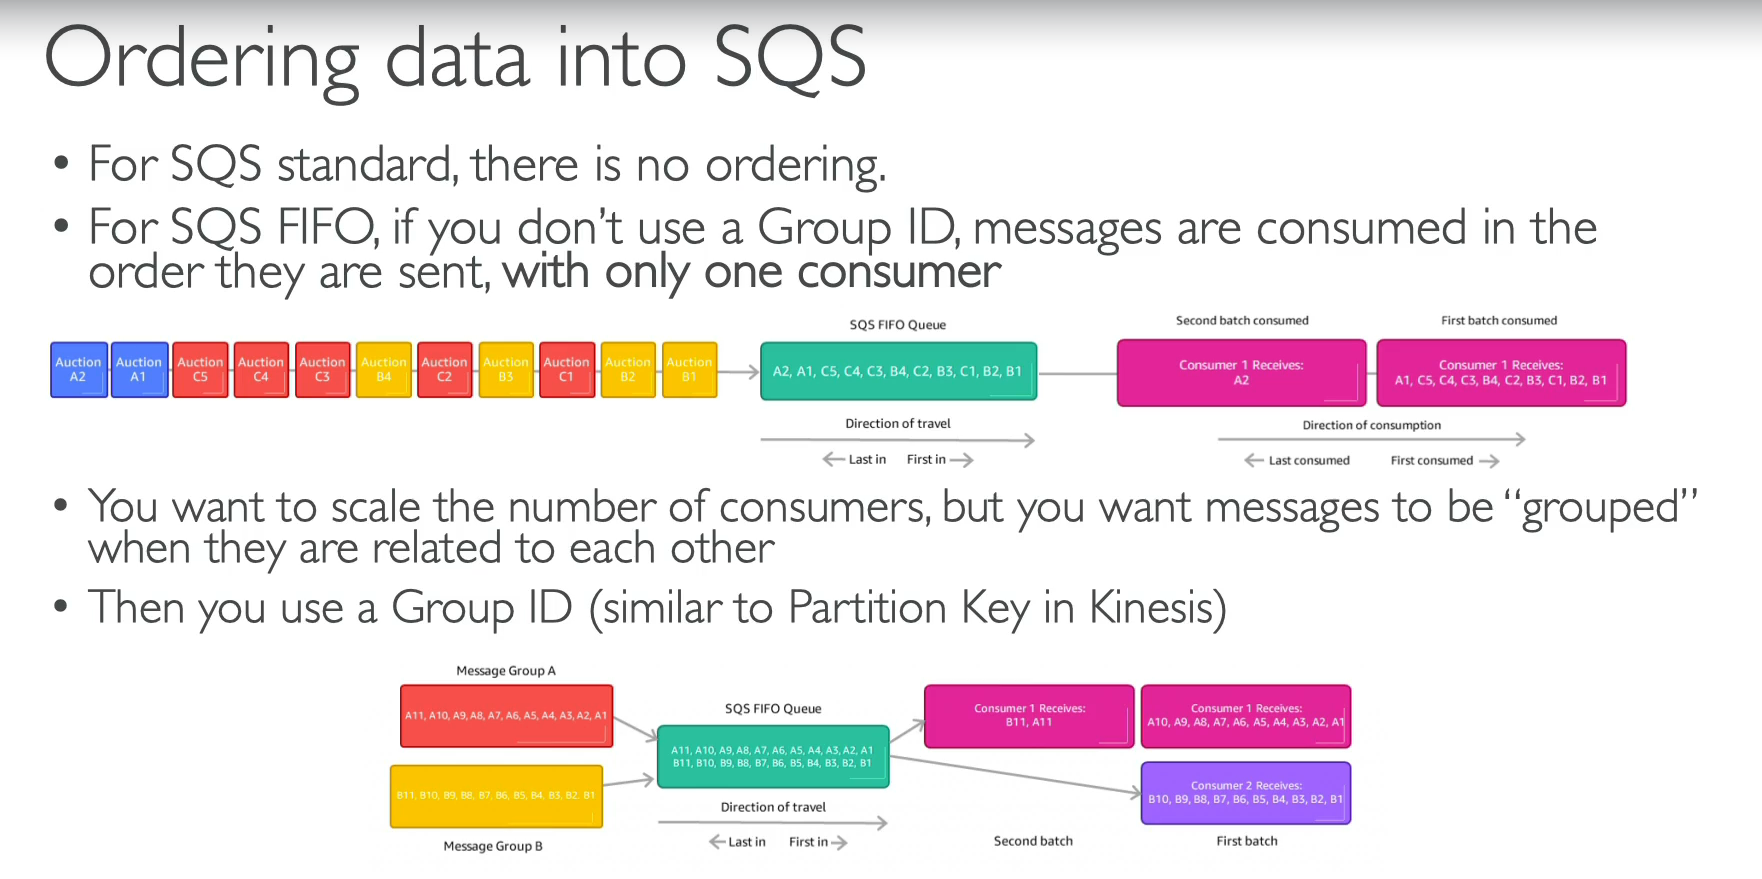 Ordering data into SQS
• For SQS standard, there is no ordering.
• For SQS FIFO, if you don’t use a Group ID, messages are consumed in the
order they are sent, with only one consumer
Auction
A2
Auction
A1
Auction
C5
Auction
C4
Auction
C3
Auction
B4
Auction
C2
Auction
B3
Auction
C1
Auction
B2
Auction
B1
SQS FIFO Queue
A2, A1, C5, C4, C3, B4, C2, B3, C1, B2, B1
Direction of travel
Last in First in
Second batch consumed
Consumer 1 Receives:
A2
First batch consumed
Consumer 1 Receives:
A1, C5, C4, C3, B4, C2, B3, C1, B2, B1
Direction of consumption
Last consumed First consumed
• You want to scale the number of consumers, but you want messages to be “grouped”
when they are related to each other
• Then you use a Group ID (similar to Partition Key in Kinesis)
Message Group A
A11, A10, A9, A8, A7, A6, A5, A4, A3, A2, A1
B11, B10, B9, B8, B7, B6, B5, B4, B3, B2. B1
Message Group B
SQS FIFO Queue
A11, A10, A9, A8, A7, A6, A5, A4, A3, A2, A1
B11, B10, B9, B8, B7, B6, B5, B4, B3, B2, B1
Direction of travel
Last in First in
Consumer 1 Receives:
B11, A11
Consumer 1 Receives:
A10, A9, A8, A7, A6, A5, A4, A3, A2, A1
Consumer 2 Receives:
B10, B9, B8, B7, B6, B5, B4, B3, B2, B1
Second batch
First batch